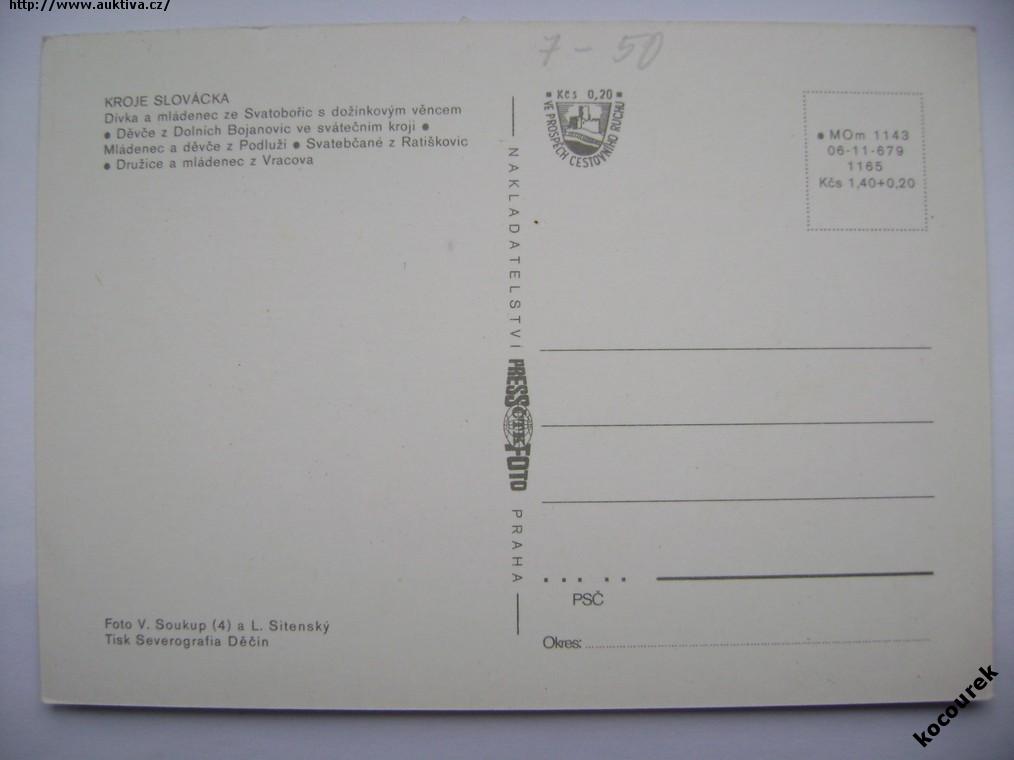 http://www.auktiva.cz/
7 - 50
KROJE SLOVÁCKA
Dívka a mládenec ze Svatobořic s dožínkovým věncem
● Děvče z Dolních Bojanovic ve svátečním kroji ●
Mládenec a děvče z Podluží ● Svatebčané z Ratíškovic
● Družice a mládenec z Vracova
Kčs 0,20
VE PROSPĚCH CESTOVNÍHO RUCHU
● MOm 1143
06-11-679
1165
Kčs 1,40+0,20
NAKLADATELSTVÍ
PRESSFOTO
PRAHA
PSČ
Okres:
Foto V. Soukup (4) a L. Sitenský
Tisk Severografia Děčín
kocourek